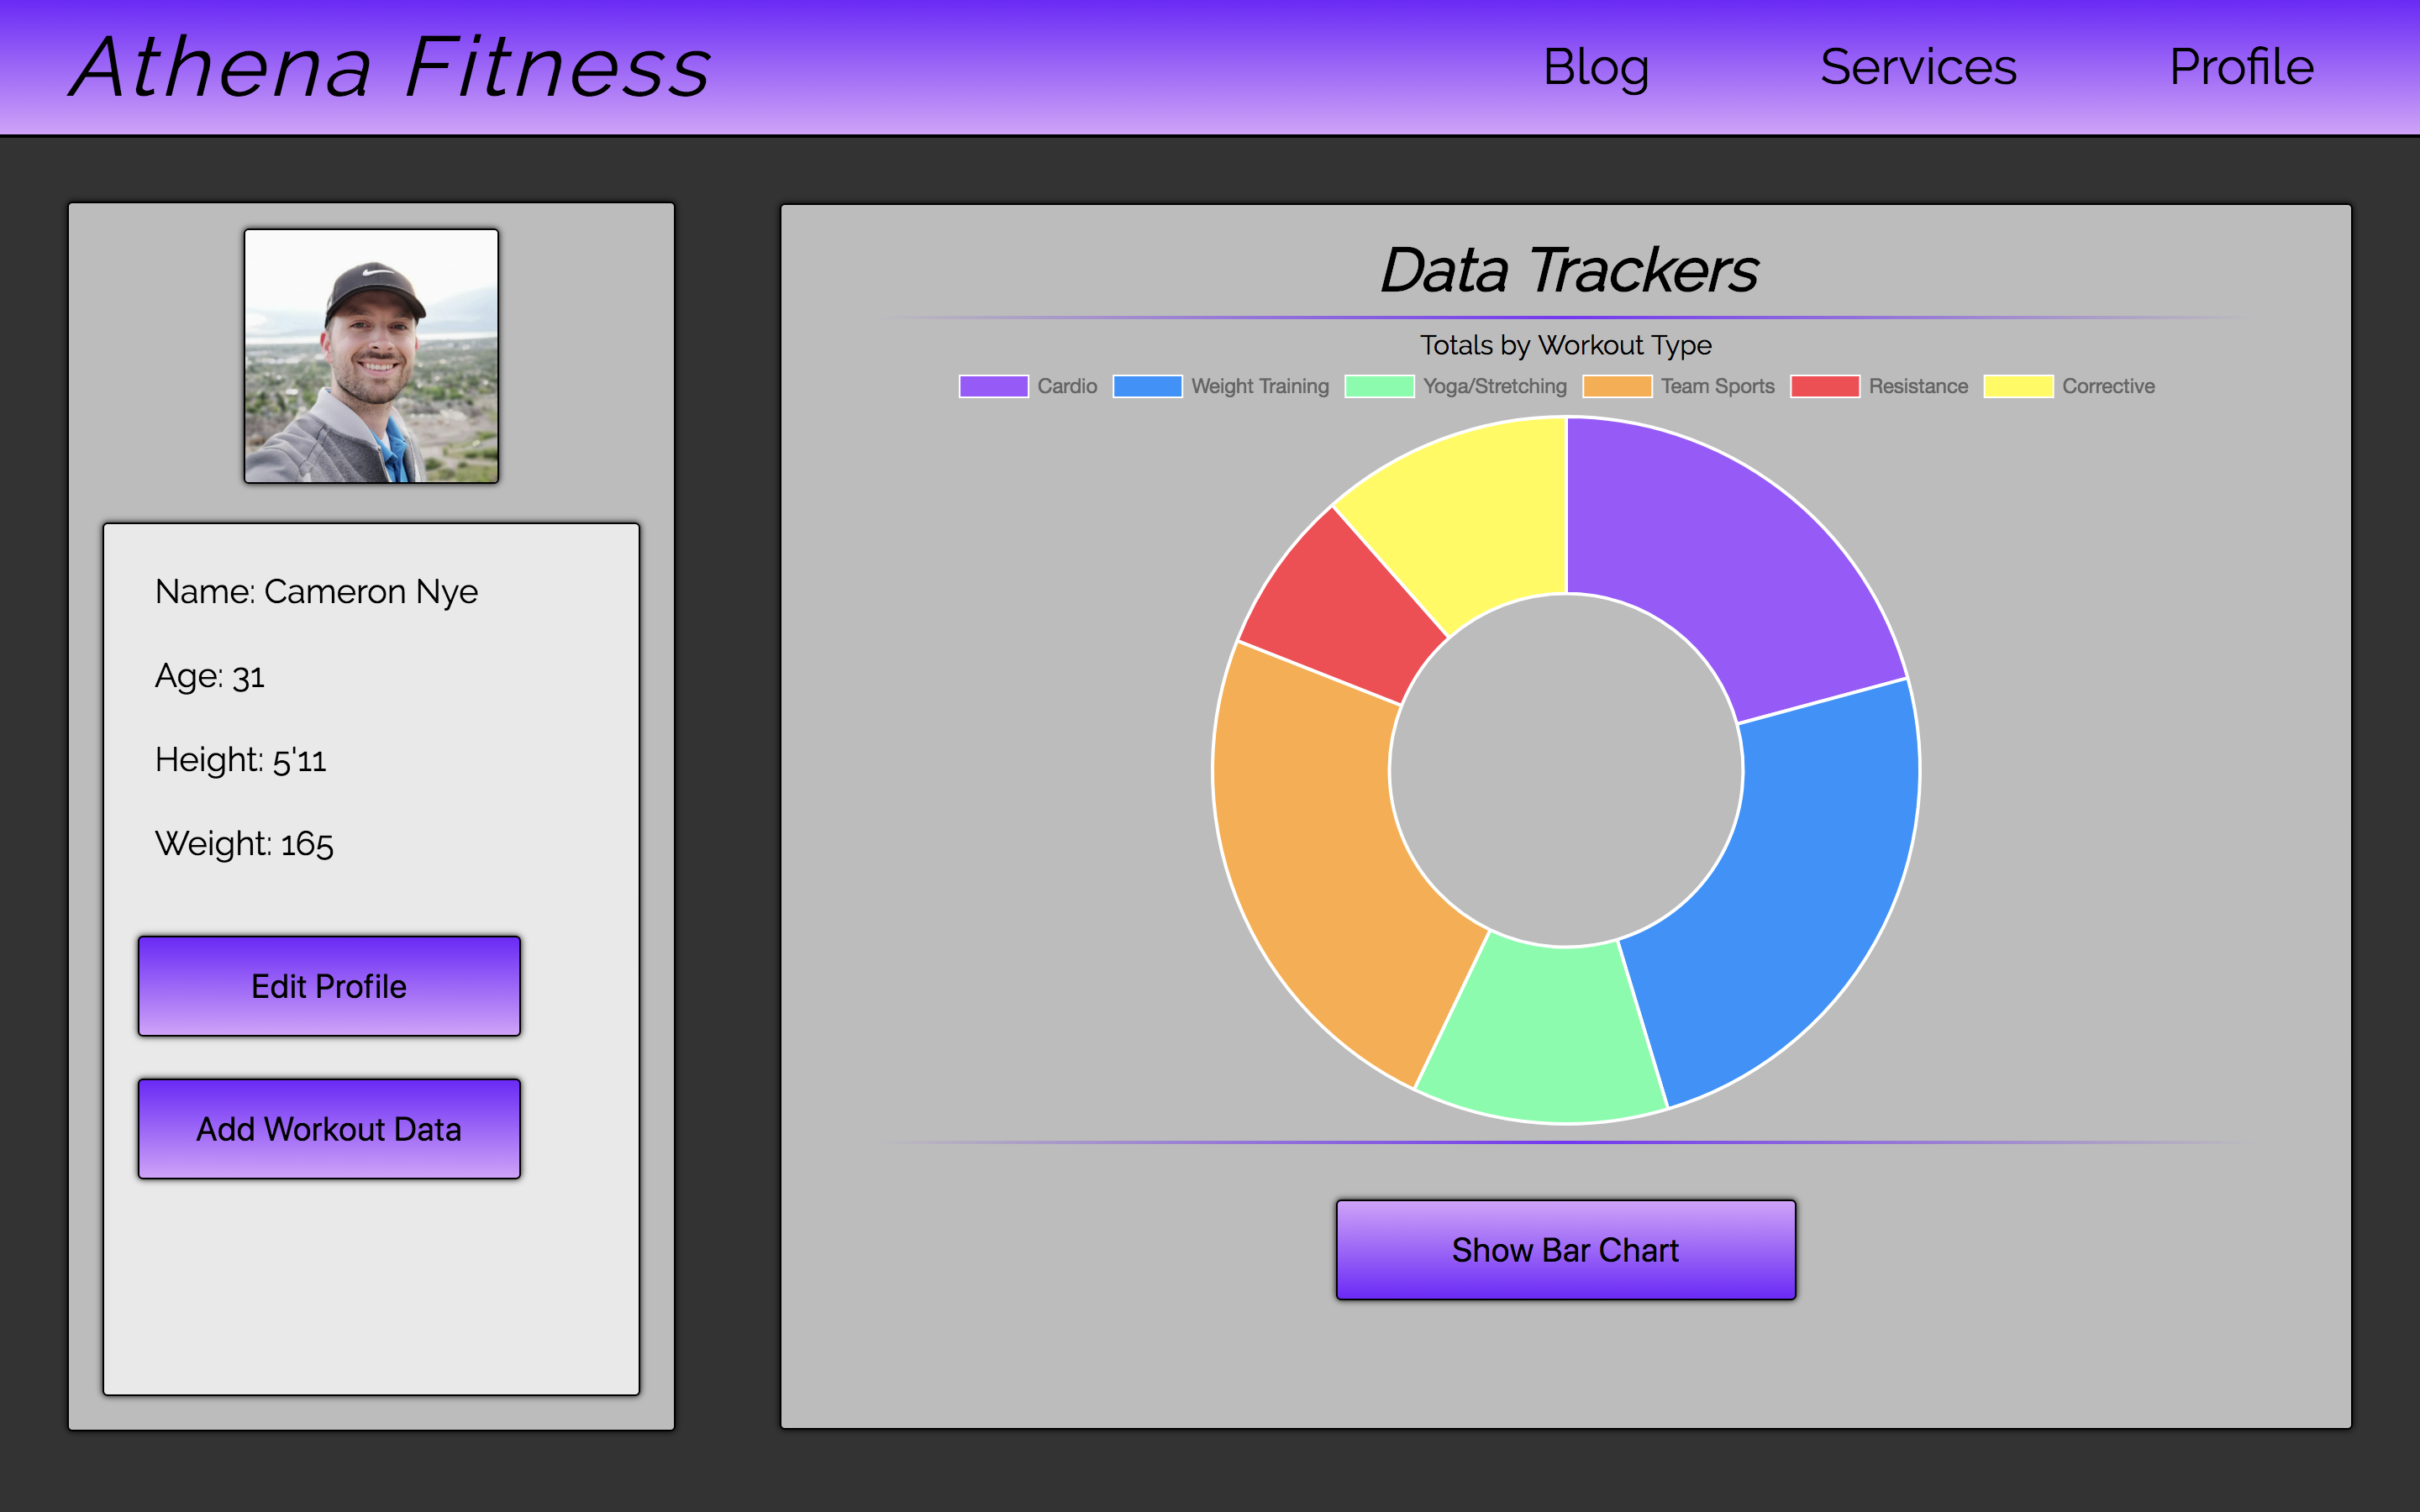 Athena Fitness
Blog Services Profile
Name: Cameron Nye
Age: 31
Height: 5'11
Weight: 165
Edit Profile
Add Workout Data
Data Trackers
Totals by Workout Type
Cardio Weight Training Yoga/Stretching Team Sports Resistance Corrective
Show Bar Chart